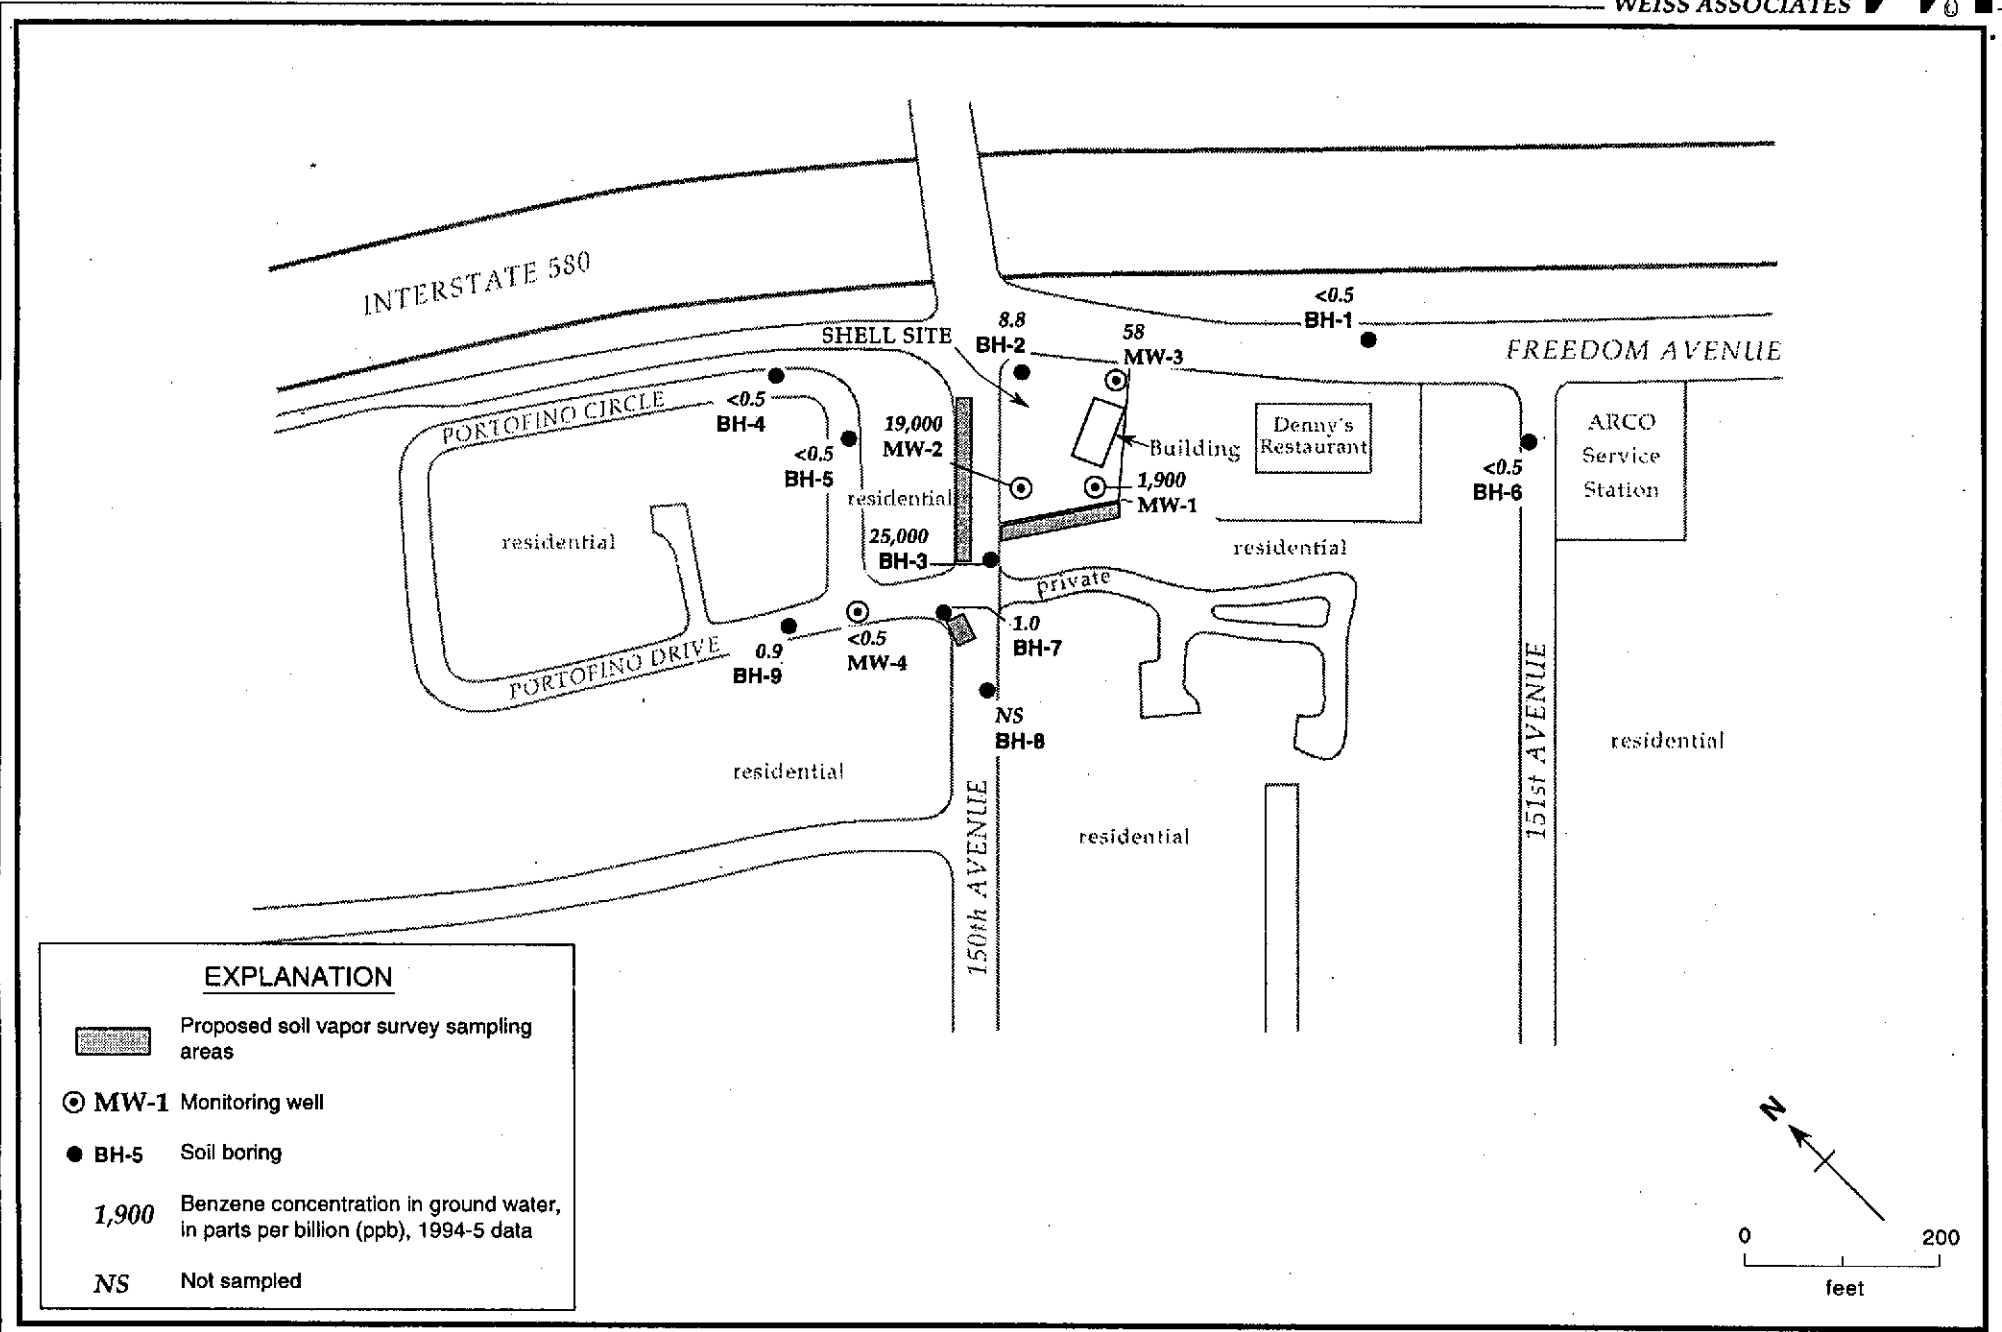 WEISS ASSOCIATES
INTERSTATE 580
SHELL SITE
8.8
BH-2
58
MW-3
<0.5
BH-1
FREEDOM AVENUE
PORTOFINO CIRCLE
<0.5
BH-4
<0.5
BH-5
19,000
MW-2
residential
Building
Denny's
Restaurant
ARCO
Service
Station
<0.5
BH-6
1,900
MW-1
25,000
BH-3
residential
residential
private
1.0
BH-7
<0.5
MW-4
0.9
BH-9
PORTOFINO DRIVE
NS
BH-8
residential
residential
residential
150th AVENUE
151st AVENUE
EXPLANATION
Proposed soil vapor survey sampling
areas
MW-1 Monitoring well
BH-5 Soil boring
1,900 Benzene concentration in ground water,
in parts per billion (ppb), 1994-5 data
NS Not sampled
N
0 200
feet